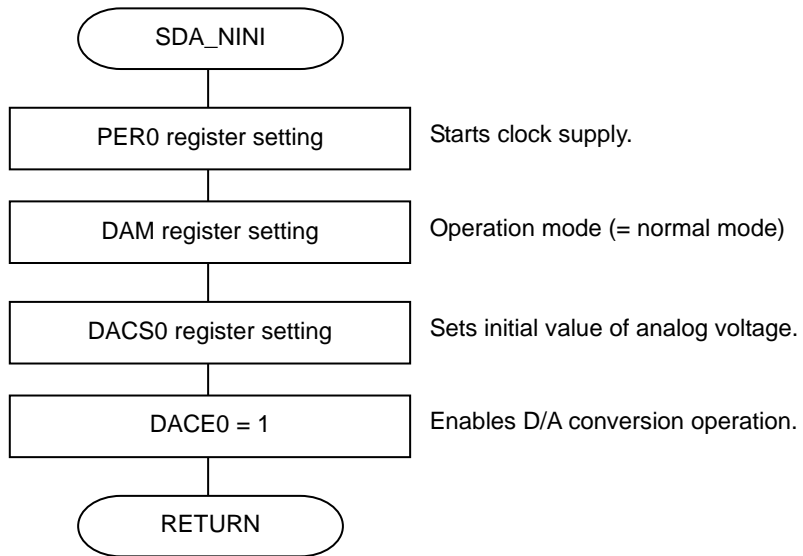 SDA_NINI
PER0 register setting
Starts clock supply.
DAM register setting
Operation mode (= normal mode)
DACS0 register setting
Sets initial value of analog voltage.
DACE0 = 1
Enables D/A conversion operation.
RETURN